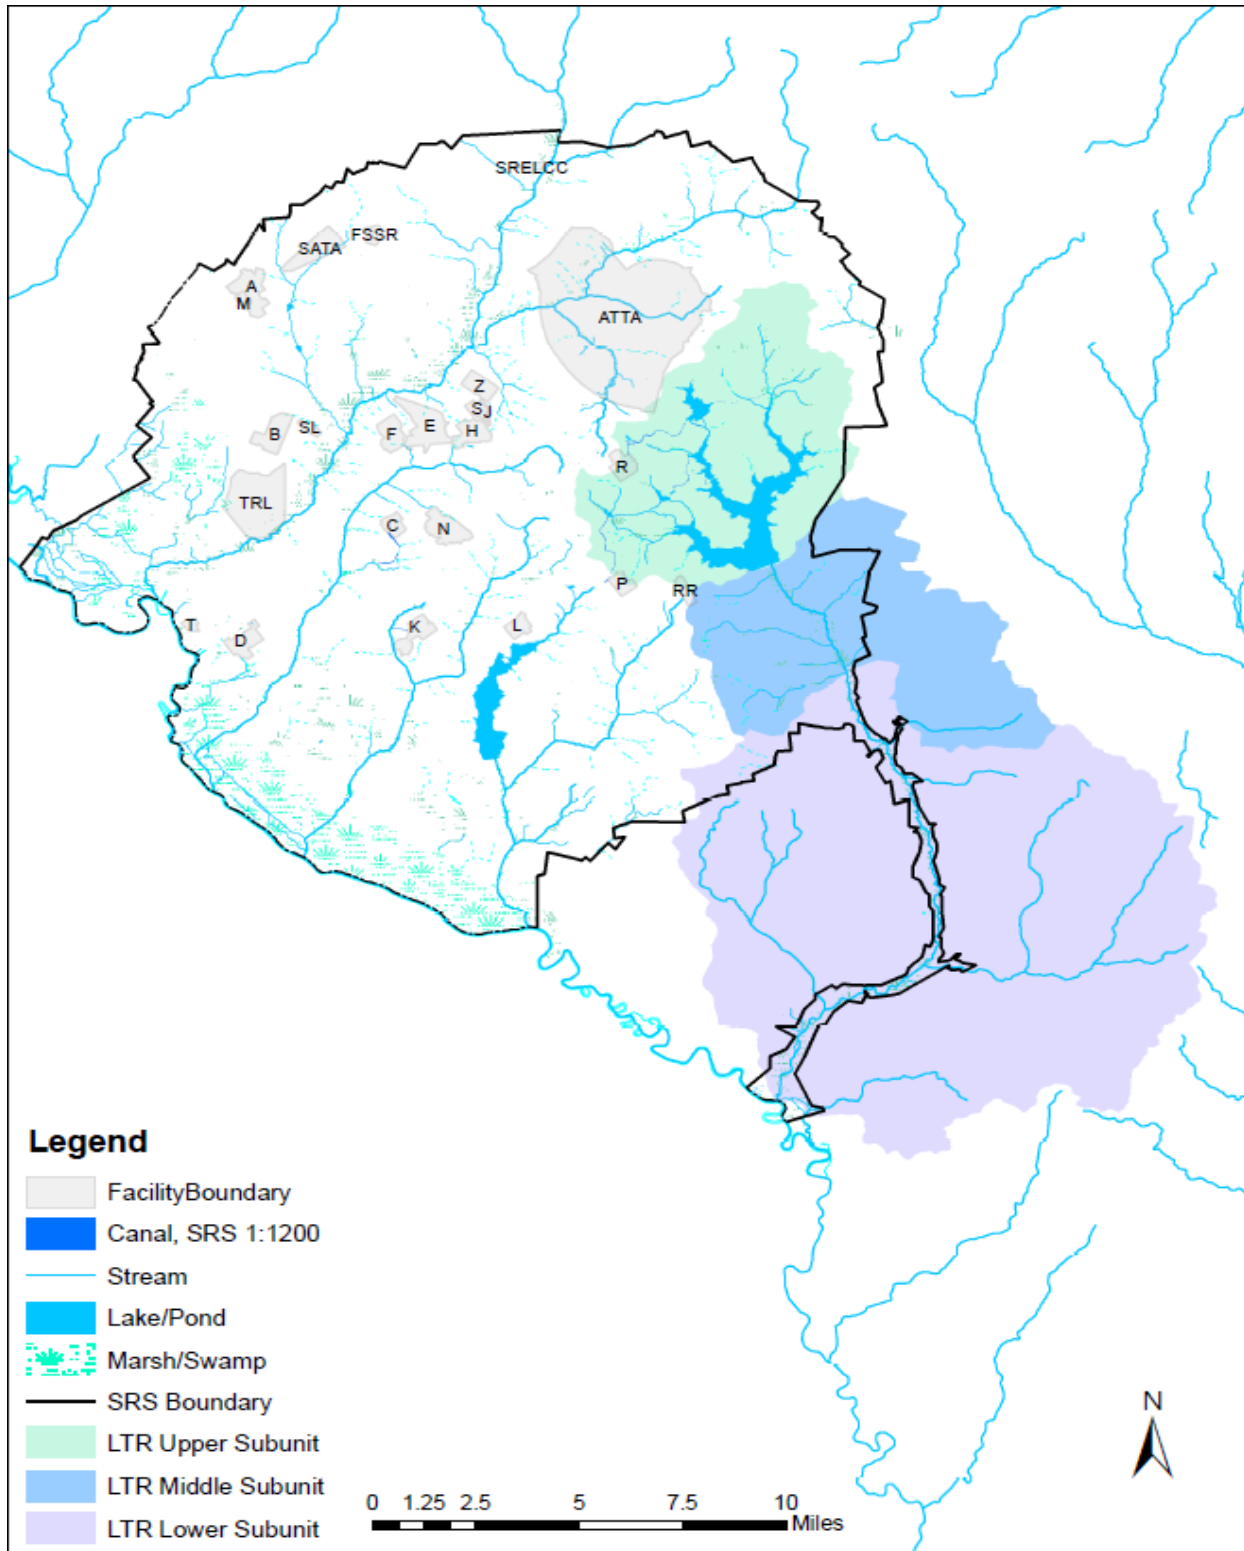 SRELCC
FSSR
SATA
A
M
ATTA
Z
S
J
E
H
F
B
SL
R
TRL
C
N
P
RR
T
D
K
L
Legend
FacilityBoundary
Canal, SRS 1:1200
Stream
Lake/Pond
Marsh/Swamp
SRS Boundary
LTR Upper Subunit
LTR Middle Subunit
LTR Lower Subunit
0 1.25 2.5 5 7.5 10
Miles
N